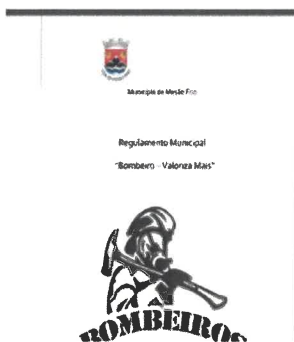 Município de Mesão Frio
Regulamento Municipal
"Bombeiro – Valoriza Mais"
BOMBEIROS